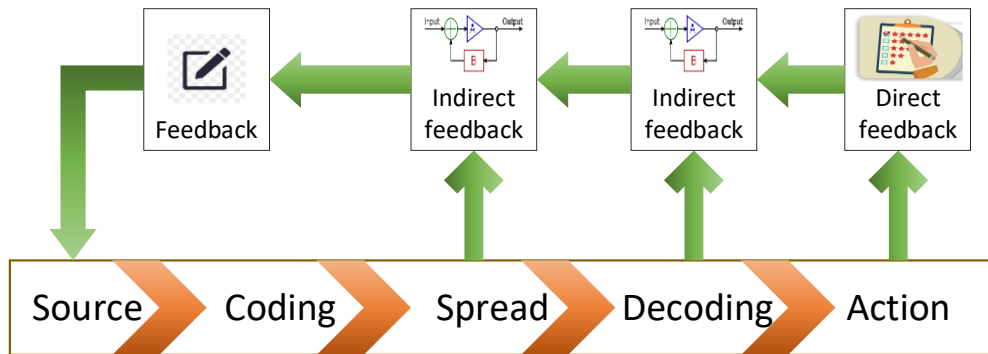 Input Output
A
B
Input Output
A
B
Feedback
Indirect
feedback
Indirect
feedback
Direct
feedback
Source Coding Spread Decoding Action